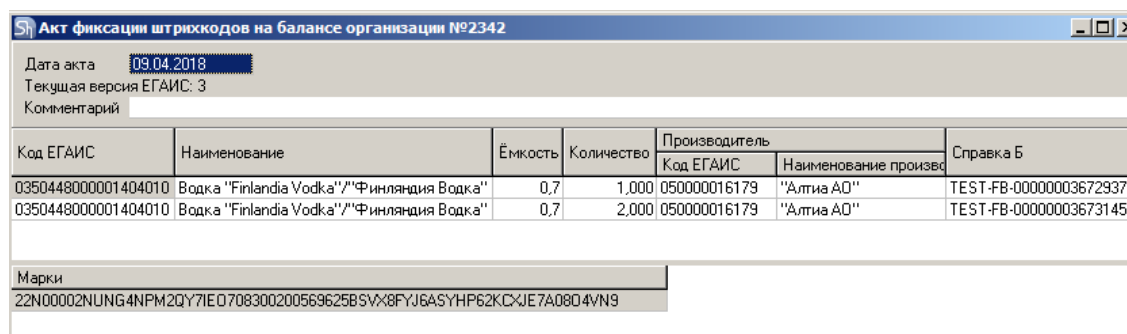 Sh Акт фиксации штрихкодов на балансе организации №2342
Дата акта 09.04.2018
Текущая версия ЕГАИС: 3
Комментарий
Код ЕГАИС Наименование Ёмкость Количество Производитель Справка Б
Код ЕГАИС Наименование произво
0350448000001404010 Водка "Finlandia Vodka"/"Финляндия Водка" 0,7 1,000 050000016179 "Алтиа АО" TEST-FB-00000003672937
0350448000001404010 Водка "Finlandia Vodka"/"Финляндия Водка" 0,7 2,000 050000016179 "Алтиа АО" TEST-FB-00000003673145
Марки
22N00002NUNG4NPM2QY7IEO708300200569625BSVX8FYJ6ASYHP62KCXJE7A08O4VN9